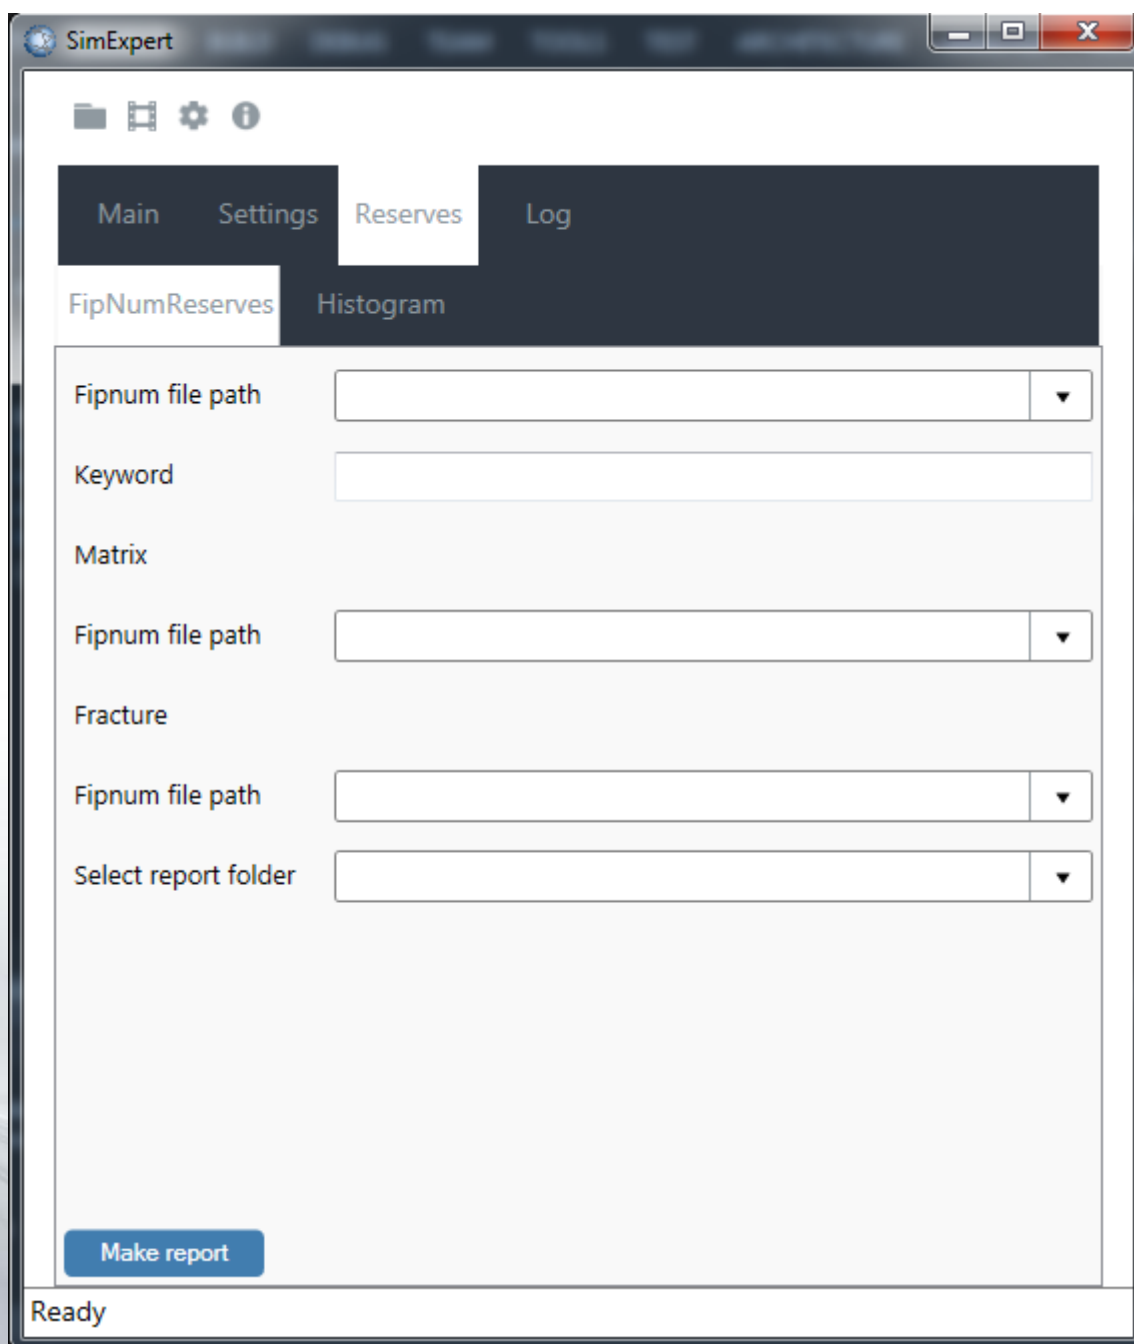 SimExpert
Main Settings Reserves Log
FipNumReserves Histogram
Fipnum file path
Keyword
Matrix
Fipnum file path
Fracture
Fipnum file path
Select report folder
Make report
Ready